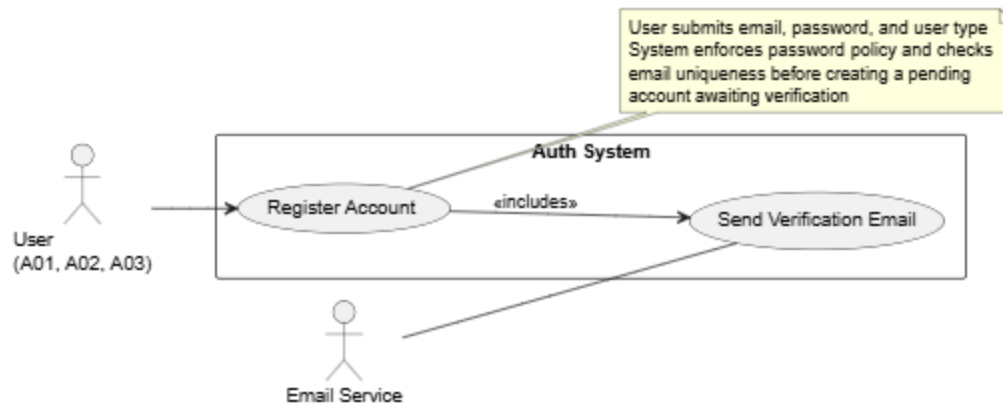 User submits email, password, and user type
System enforces password policy and checks
email uniqueness before creating a pending
account awaiting verification
Auth System
Register Account
«includes»
Send Verification Email
User
(A01, A02, A03)
Email Service